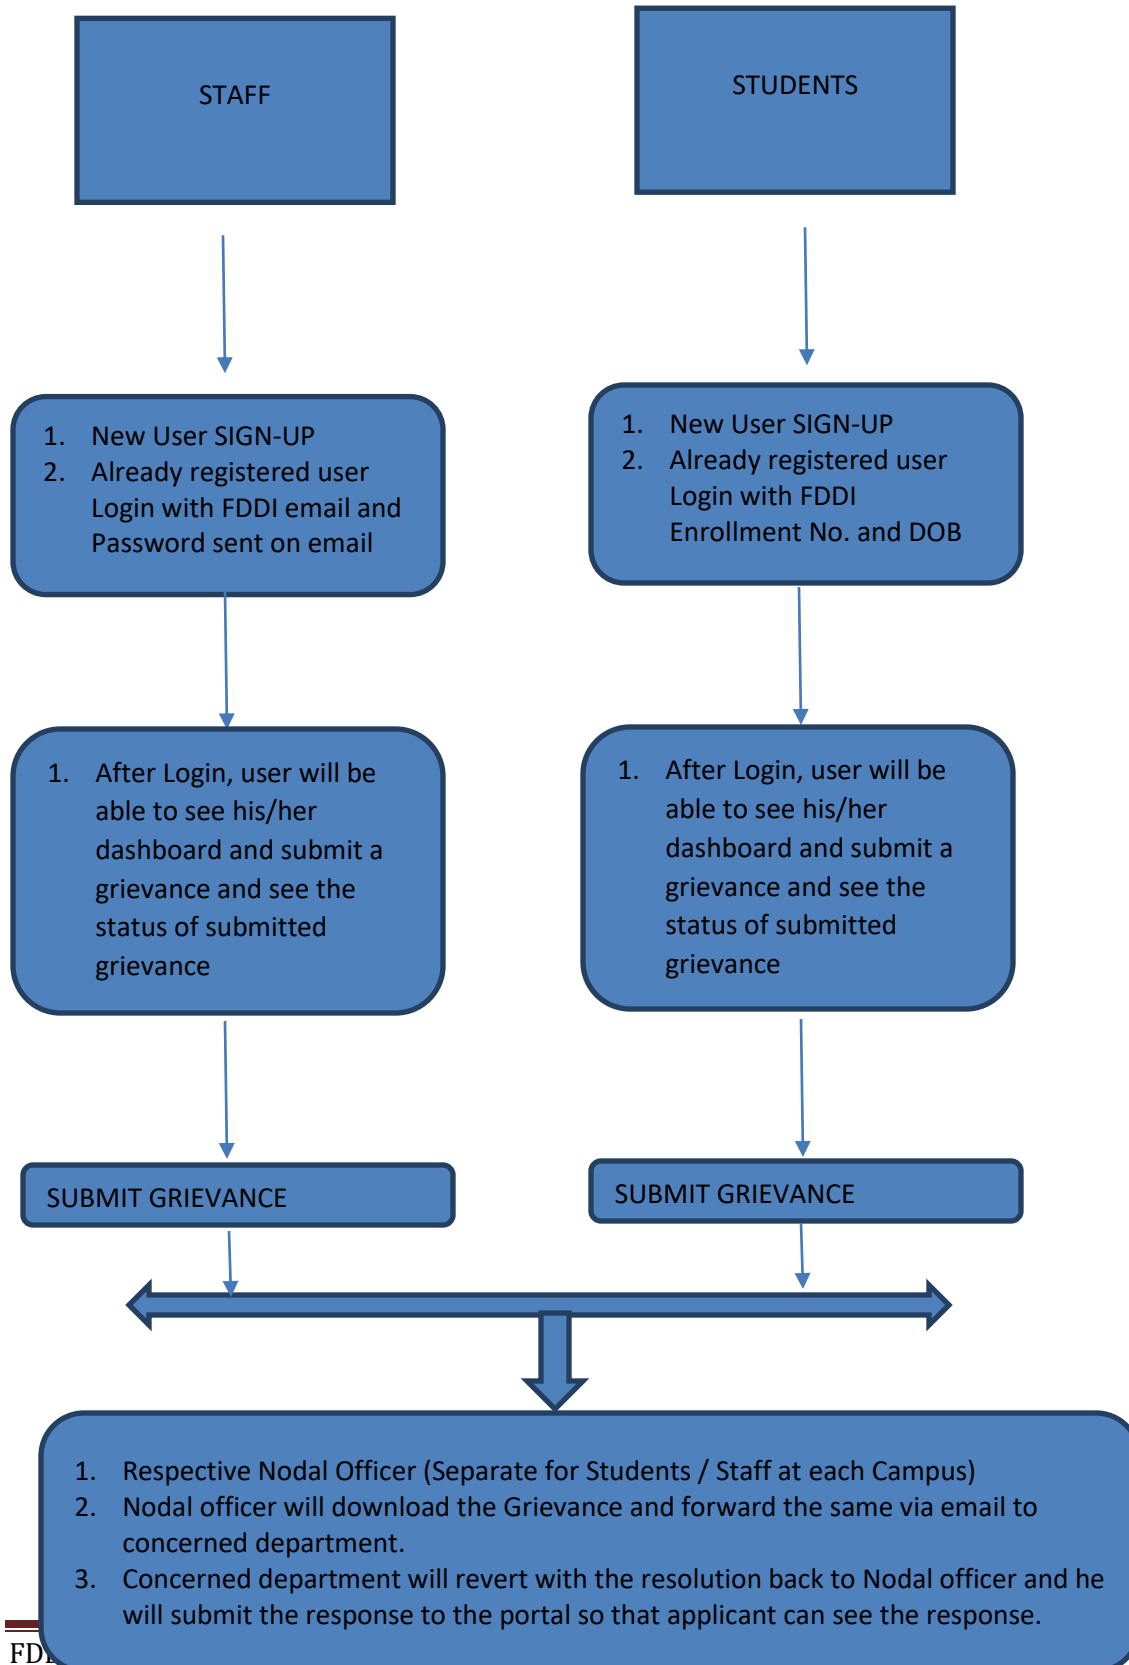 STAFF
STUDENTS
1. New User SIGN-UP
2. Already registered user
Login with FDDI email and
Password sent on email
1. New User SIGN-UP
2. Already registered user
Login with FDDI
Enrollment No. and DOB
1. After Login, user will be
able to see his/her
dashboard and submit a
grievance and see the
status of submitted
grievance
1. After Login, user will be
able to see his/her
dashboard and submit a
grievance and see the
status of submitted
grievance
SUBMIT GRIEVANCE
SUBMIT GRIEVANCE
1. Respective Nodal Officer (Separate for Students / Staff at each Campus)
2. Nodal officer will download the Grievance and forward the same via email to
concerned department.
3. Concerned department will revert with the resolution back to Nodal officer and he
will submit the response to the portal so that applicant can see the response.